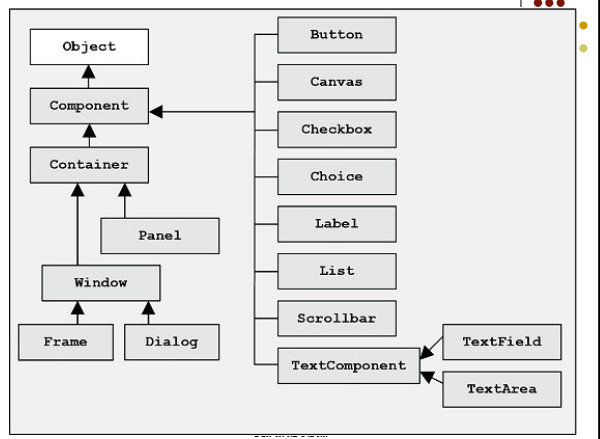 Object
Component
Container
Panel
Window
Frame
Dialog
Button
Canvas
Checkbox
Choice
Label
List
Scrollbar
TextComponent
TextField
TextArea